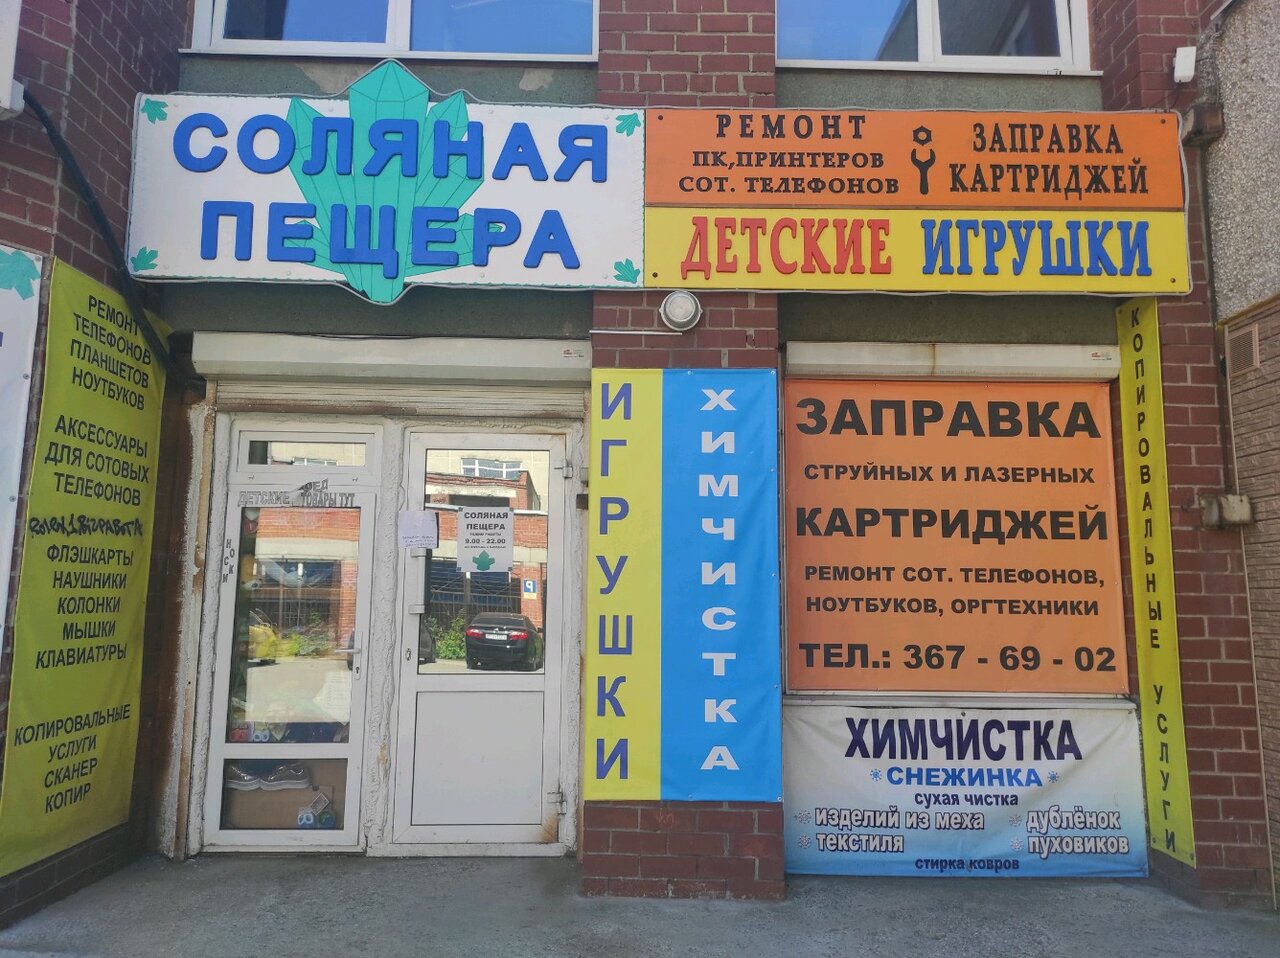 СОЛЯНАЯ
ПЕЩЕРА
РЕМОНТ
ПК,ПРИНТЕРОВ
СОТ. ТЕЛЕФОНОВ
ЗАПРАВКА
КАРТРИДЖЕЙ
ДЕТСКИЕ ИГРУШКИ
РЕМОНТ
ТЕЛЕФОНОВ
ПЛАНШЕТОВ
НОУТБУКОВ
АКСЕССУАРЫ
ДЛЯ СОТОВЫХ
ТЕЛЕФОНОВ
ФЛЭШКАРТЫ
НАУШНИКИ
КОЛОНКИ
МЫШКИ
КЛАВИАТУРЫ
КОПИРОВАЛЬНЫЕ
УСЛУГИ
СКАНЕР
КОПИР
ДЕТСКИЕ
ТОВАРЫ ТУТ
НОСКИ
СОЛЯНАЯ
ПЕЩЕРА
РЕЖИМ РАБОТЫ
9.00 - 22.00
ИГРУШКИ
ХИМЧИСТКА
ЗАПРАВКА
СТРУЙНЫХ И ЛАЗЕРНЫХ
КАРТРИДЖЕЙ
РЕМОНТ СОТ. ТЕЛЕФОНОВ,
НОУТБУКОВ, ОРГТЕХНИКИ
ТЕЛ.: 367 - 69 - 02
ХИМЧИСТКА
СНЕЖИНКА
сухая чистка
изделий из меха
дублёнок
текстиля
пуховиков
стирка ковров
КОПИРОВАЛЬНЫЕ УСЛУГИ